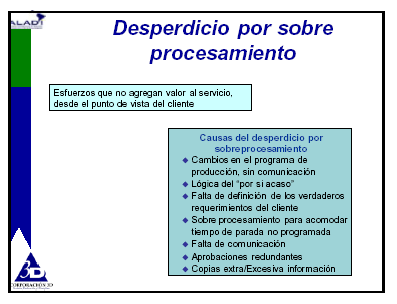 ALADI
Desperdicio por sobre
procesamiento
Esfuerzos que no agregan valor al servicio,
desde el punto de vista del cliente
Causas del desperdicio por
sobreprocesamiento
Cambios en el programa de
producción, sin comunicación
Lógica del “por si acaso”
Falta de definición de los verdaderos
requerimientos del cliente
Sobre procesamiento para acomodar
tiempo de parada no programada
Falta de comunicación
Aprobaciones redundantes
Copias extra/Excesiva información
3D
CORPORACION 3D